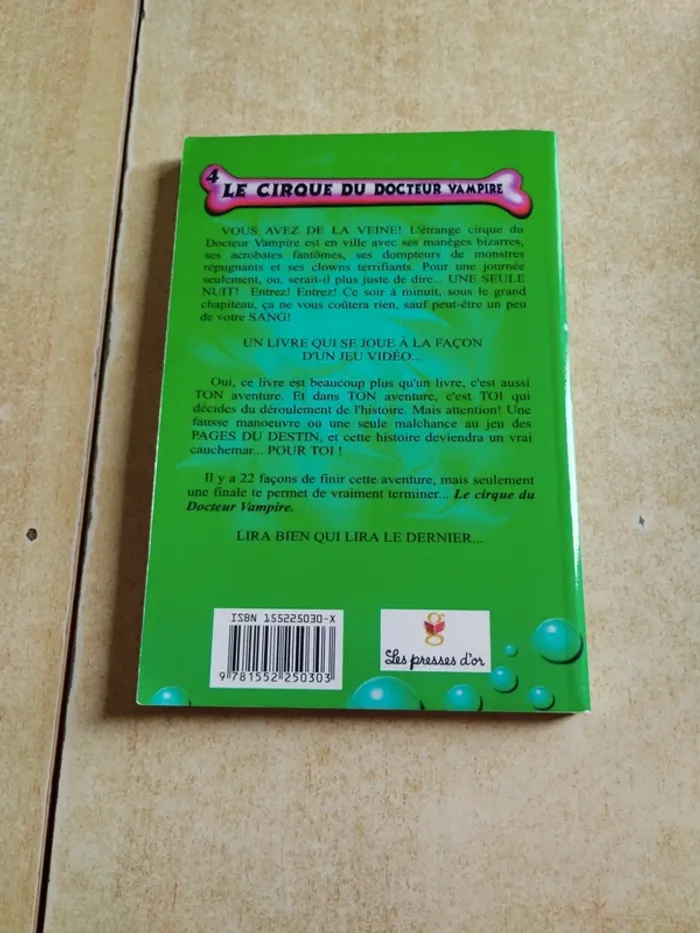 4
LE CIRQUE DU DOCTEUR VAMPIRE
VOUS AVEZ DE LA VEINE! L'étrange cirque du
Docteur Vampire est en ville avec ses manèges bizarres,
ses acrobates fantômes, ses dompteurs de monstres
répugnants et ses clowns terrifiants. Pour une journée
seulement, ou, serait-il plus juste de dire... UNE SEULE
NUIT! Entrez! Entrez! Ce soir à minuit, sous le grand
chapiteau, ça ne vous coûtera rien, sauf peut-être un peu
de votre SANG!
UN LIVRE QUI SE JOUE À LA FAÇON
D'UN JEU VIDÉO...
Oui, ce livre est beaucoup plus qu'un livre, c'est aussi
TON aventure. Et dans TON aventure, c'est TOI qui
décides du déroulement de l'histoire. Mais attention! Une
fausse manoeuvre ou une seule malchance au jeu des
PAGES DU DESTIN, et cette histoire deviendra un vrai
cauchemar... POUR TOI !
Il y a 22 façons de finir cette aventure, mais seulement
une finale te permet de vraiment terminer... Le cirque du
Docteur Vampire.
LIRA BIEN QUI LIRA LE DERNIER...
ISBN 155225030-X
9 781552 250303
Les presses d'or